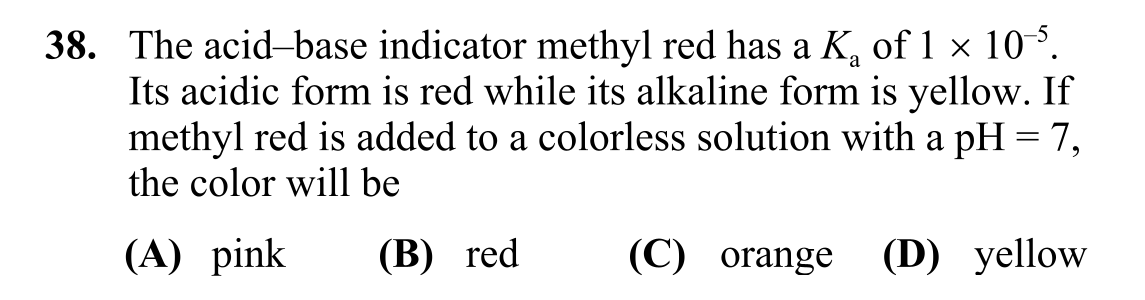 38. The acid–base indicator methyl red has a Kₐ of 1 × 10⁻⁵.
Its acidic form is red while its alkaline form is yellow. If
methyl red is added to a colorless solution with a pH = 7,
the color will be
(A) pink (B) red (C) orange (D) yellow